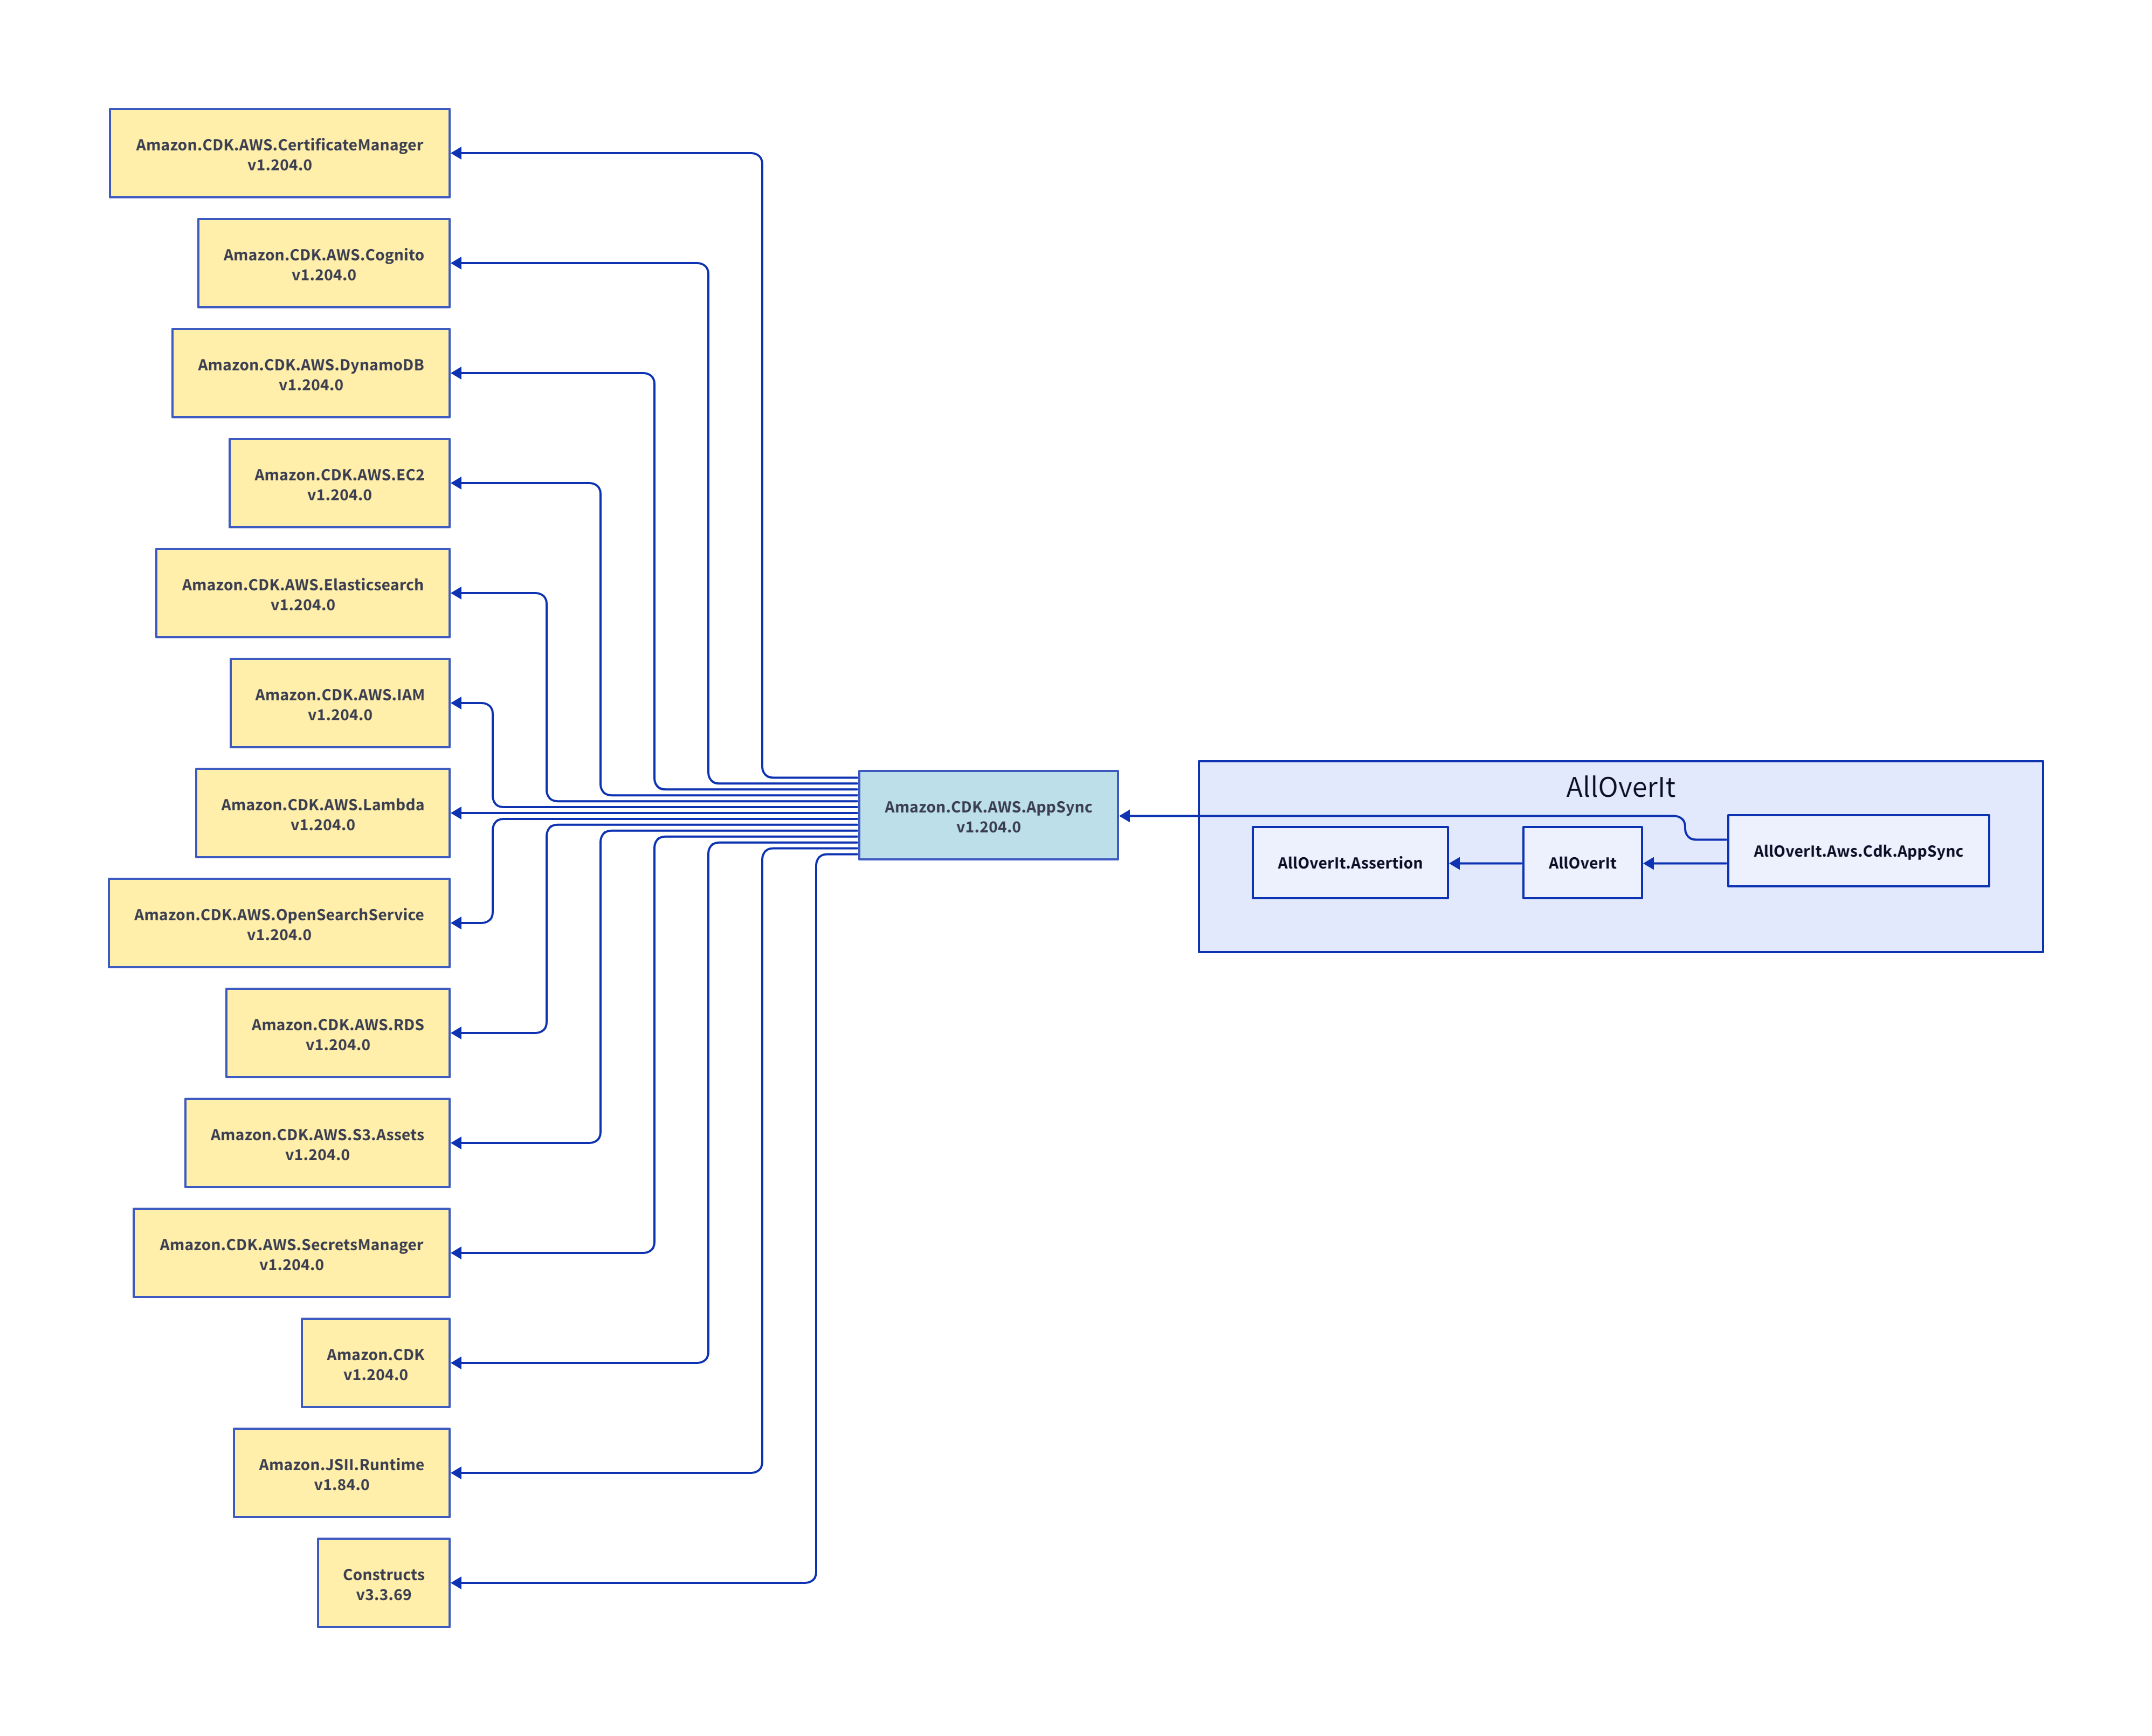 Amazon.CDK.AWS.CertificateManager
v1.204.0
Amazon.CDK.AWS.Cognito
v1.204.0
Amazon.CDK.AWS.DynamoDB
v1.204.0
Amazon.CDK.AWS.EC2
v1.204.0
Amazon.CDK.AWS.Elasticsearch
v1.204.0
Amazon.CDK.AWS.IAM
v1.204.0
Amazon.CDK.AWS.Lambda
v1.204.0
Amazon.CDK.AWS.OpenSearchService
v1.204.0
Amazon.CDK.AWS.RDS
v1.204.0
Amazon.CDK.AWS.S3.Assets
v1.204.0
Amazon.CDK.AWS.SecretsManager
v1.204.0
Amazon.CDK
v1.204.0
Amazon.JSII.Runtime
v1.84.0
Constructs
v3.3.69
Amazon.CDK.AWS.AppSync
v1.204.0
AllOverIt
AllOverIt.Assertion
AllOverIt
AllOverIt.Aws.Cdk.AppSync